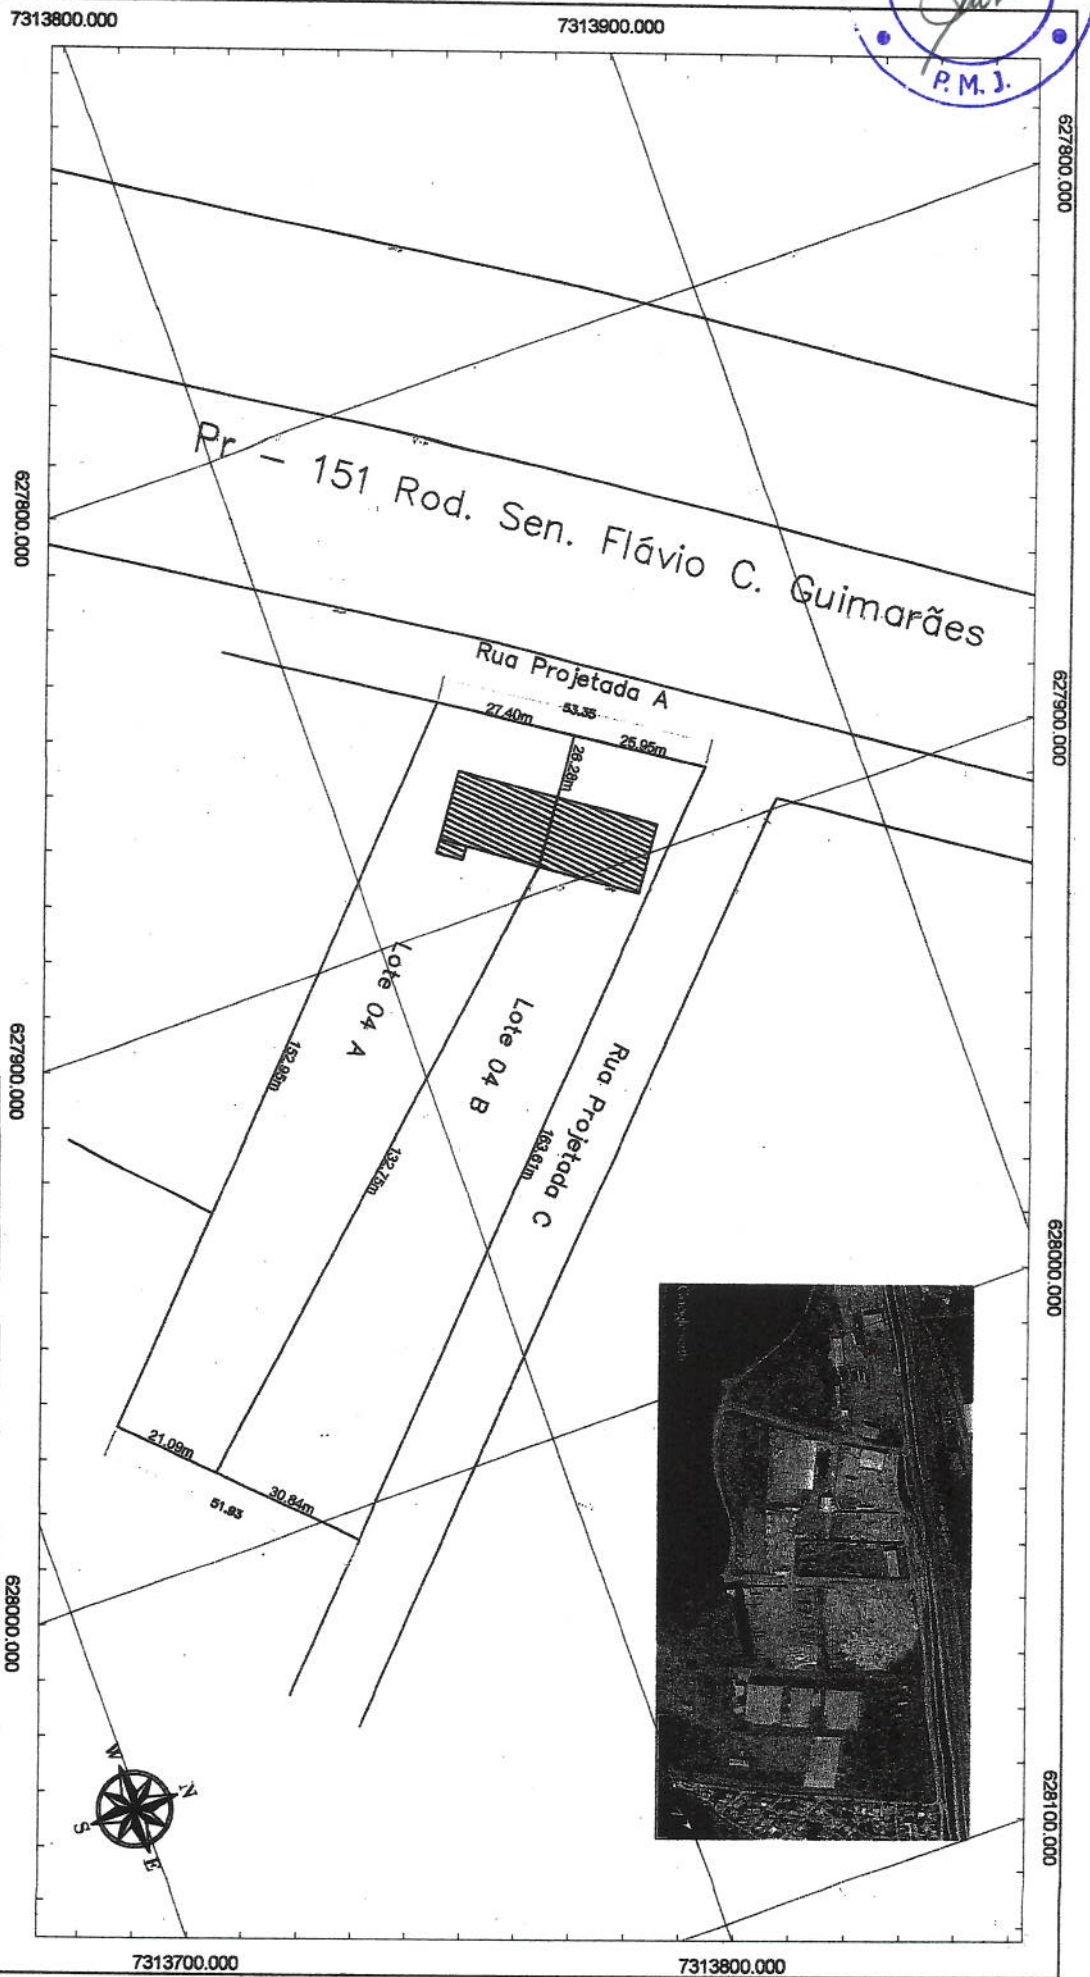 7313800.000
7313900.000
P. M. J.
627800.000
627800.000
Pr - 151 Rod. Sen. Flávio C. Guimarães
Rua Projetada A
627900.000
53.35
27.40m
25.95m
26.28m
Lote 04 A
Lote 04 B
Rua Projetada C
152.95m
132.75m
163.61m
627900.000
628000.000
21.09m
30.84m
51.93
628000.000
628100.000
W
N
S
E
7313700.000
7313800.000